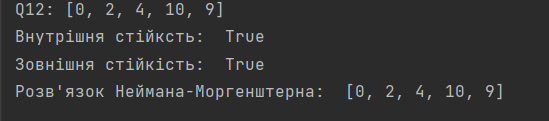 Q12: [0, 2, 4, 10, 9]
Внутрішня стійксть:  True
Зовнішня стійкість:  True
Розв'язок Неймана-Моргенштерна:  [0, 2, 4, 10, 9]